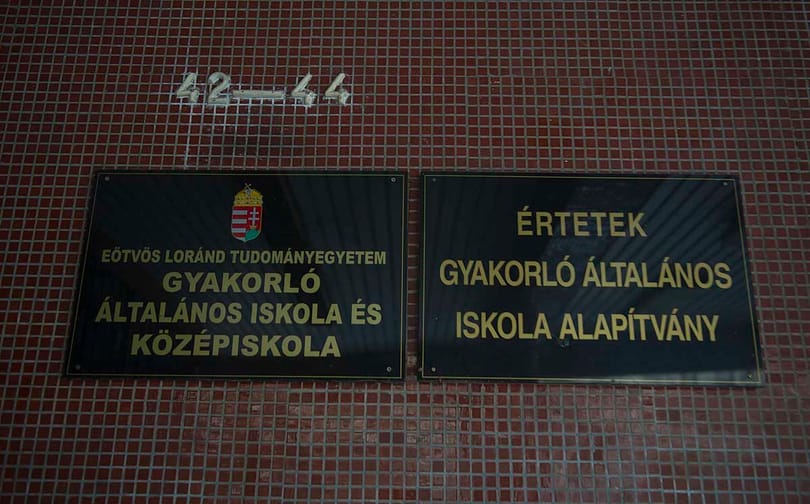 42-44
EÖTVÖS LORÁND TUDOMÁNYEGYETEM
GYAKORLÓ
ÁLTALÁNOS ISKOLA ÉS
KÖZÉPISKOLA
ÉRTETEK
GYAKORLÓ ÁLTALÁNOS
ISKOLA ALAPÍTVÁNY